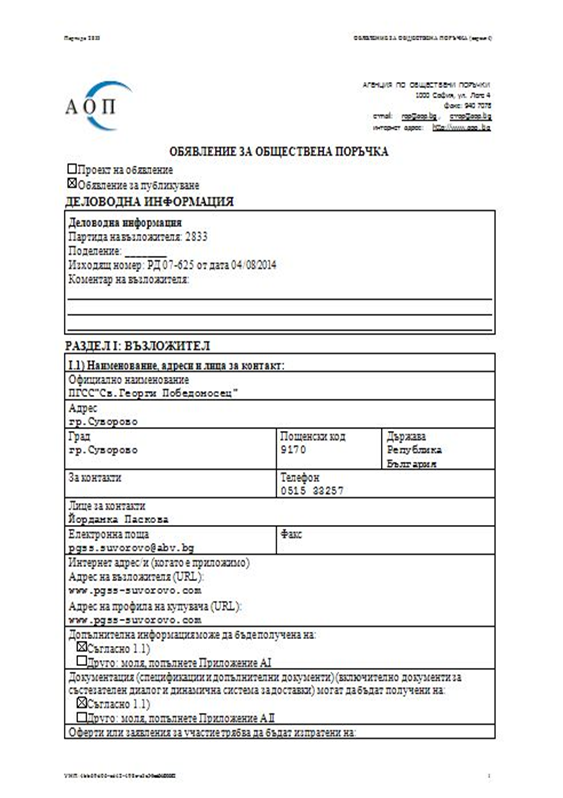 Партида: 2833 ОБЯВЛЕНИЕ ЗА ОБЩЕСТВЕНА ПОРЪЧКА
АОП
АГЕНЦИЯ ПО ОБЩЕСТВЕНИ ПОРЪЧКИ
1000 София, ул. Леге 4
Факс: 940 7078
e-mail: rop@aop.bg , e-rop@aop.bg
интернет адрес: http://www.aop.bg
ОБЯВЛЕНИЕ ЗА ОБЩЕСТВЕНА ПОРЪЧКА
Проект на обявление
Обявление за публикуване
ДЕЛОВОДНА ИНФОРМАЦИЯ
Деловодна информация
Партида на възложителя: 2833
Поделение: ________
Изходящ номер: РД 07-625 от дата 04/08/2014
Коментар на възложителя:
РАЗДЕЛ I: ВЪЗЛОЖИТЕЛ
I.1) Наименование, адреси и лица за контакт:
Официално наименование
ПГСС"Св.Георги Победоносец"
Адрес
гр.Суворово
Град Пощенски код Държава
гр.Суворово 9170 Република
България
За контакти Телефон
0515 33257
Лице за контакти
Йорданка Паскова
Електронна поща Факс
pgss.suvorovo@abv.bg
Интернет адрес/и (когато е приложимо)
Адрес на възложителя (URL):
www.pgss-suvorovo.com
Адрес на профила на купувача (URL):
www.pgss-suvorovo.com
Допълнителна информация може да бъде получена на:
Съгласно I.1)
Друго: моля, попълнете Приложение А.I
Документация (спецификации и допълнителни документи) (включително документи за
състезателен диалог и динамична система за доставки) могат да бъдат получени на:
Съгласно I.1)
Друго: моля, попълнете Приложение А.II
Оферти или заявления за участие трябва да бъдат изпратени на:
УНП: 1